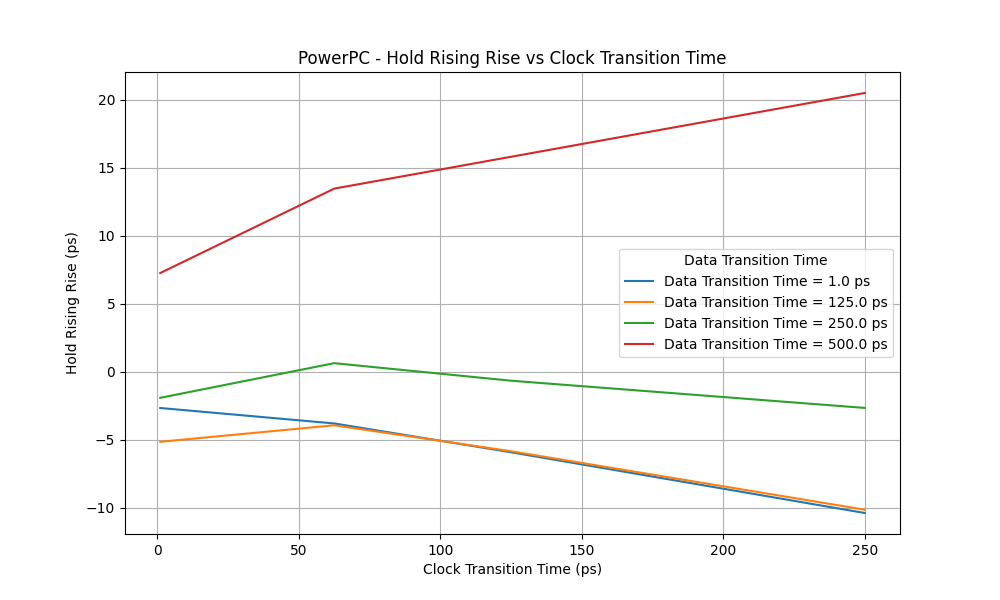 PowerPC - Hold Rising Rise vs Clock Transition Time
Hold Rising Rise (ps)
20
15
10
5
0
−5
−10
Data Transition Time
Data Transition Time = 1.0 ps
Data Transition Time = 125.0 ps
Data Transition Time = 250.0 ps
Data Transition Time = 500.0 ps
0 50 100 150 200 250
Clock Transition Time (ps)